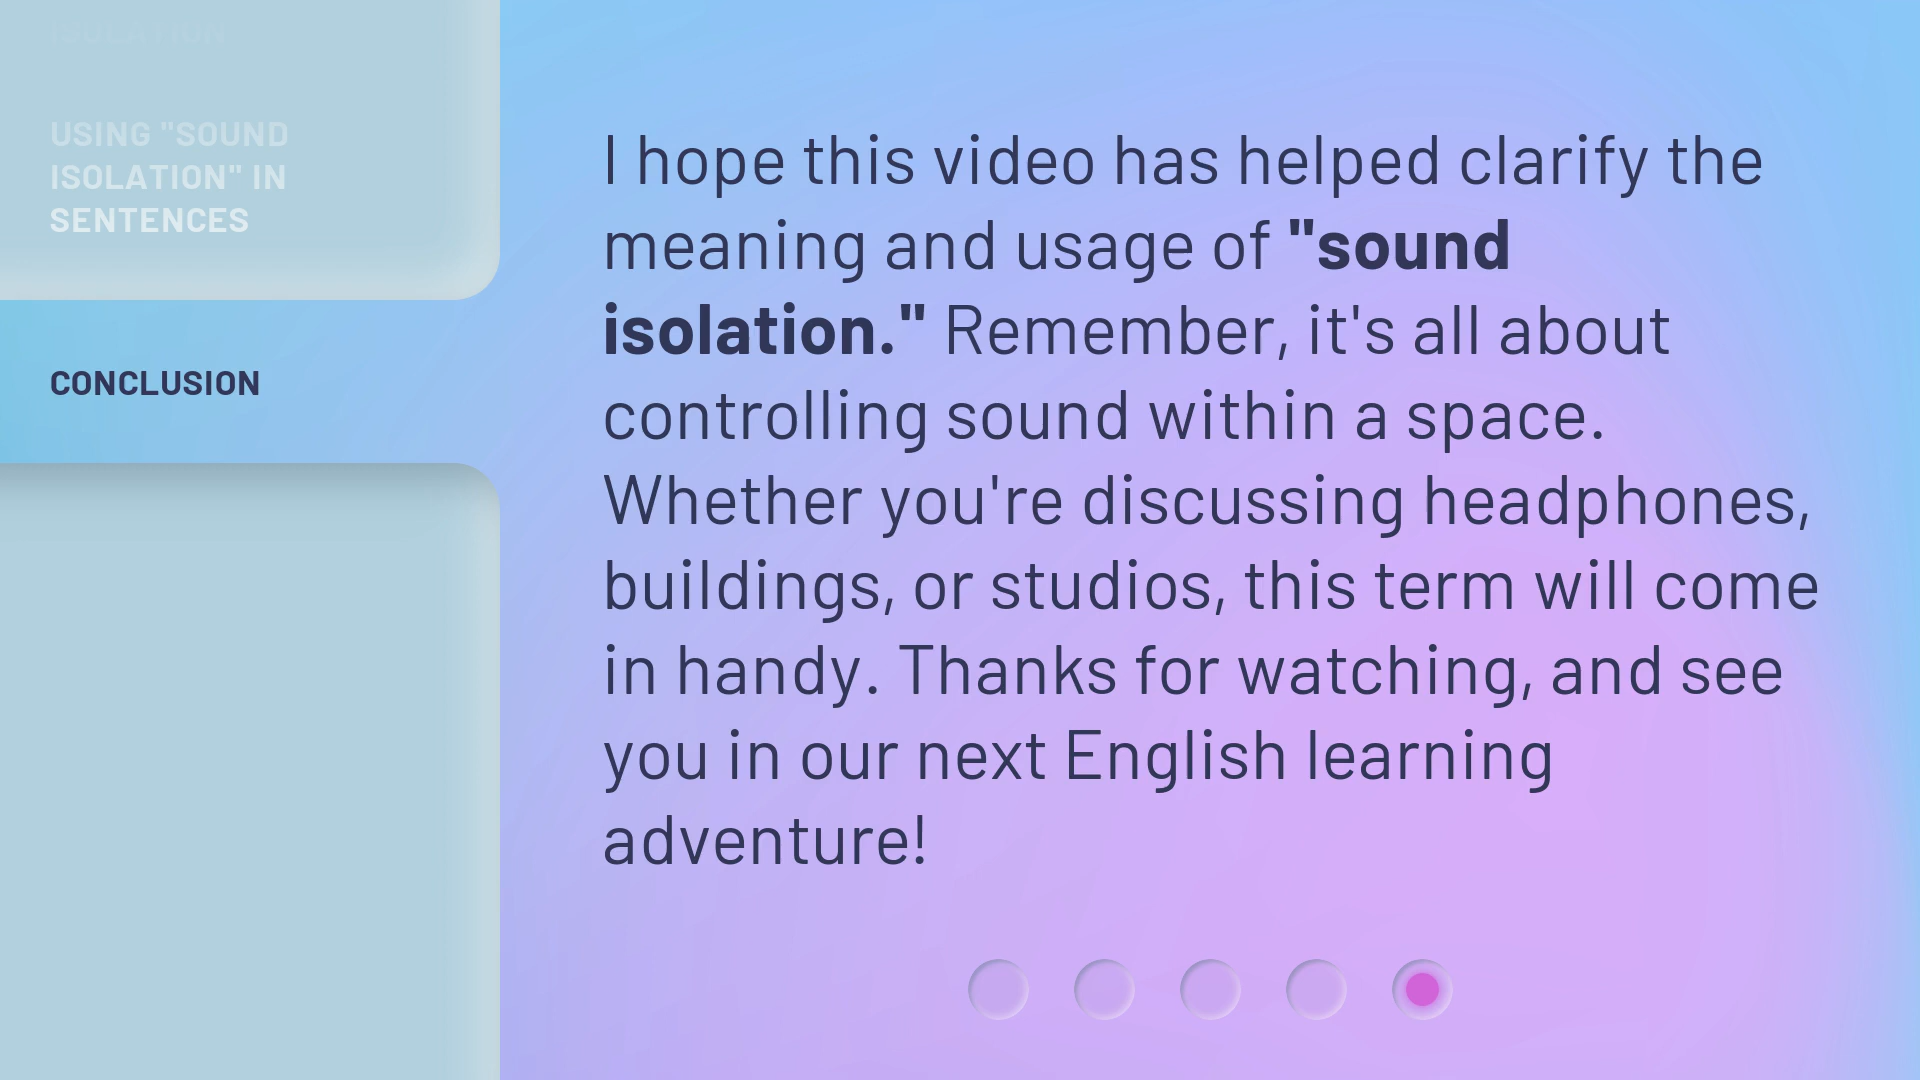 ISOLATION
USING "SOUND
ISOLATION" IN
SENTENCES
CONCLUSION
I hope this video has helped clarify the
meaning and usage of "sound
isolation." Remember, it's all about
controlling sound within a space.
Whether you're discussing headphones,
buildings, or studios, this term will come
in handy. Thanks for watching, and see
you in our next English learning
adventure!